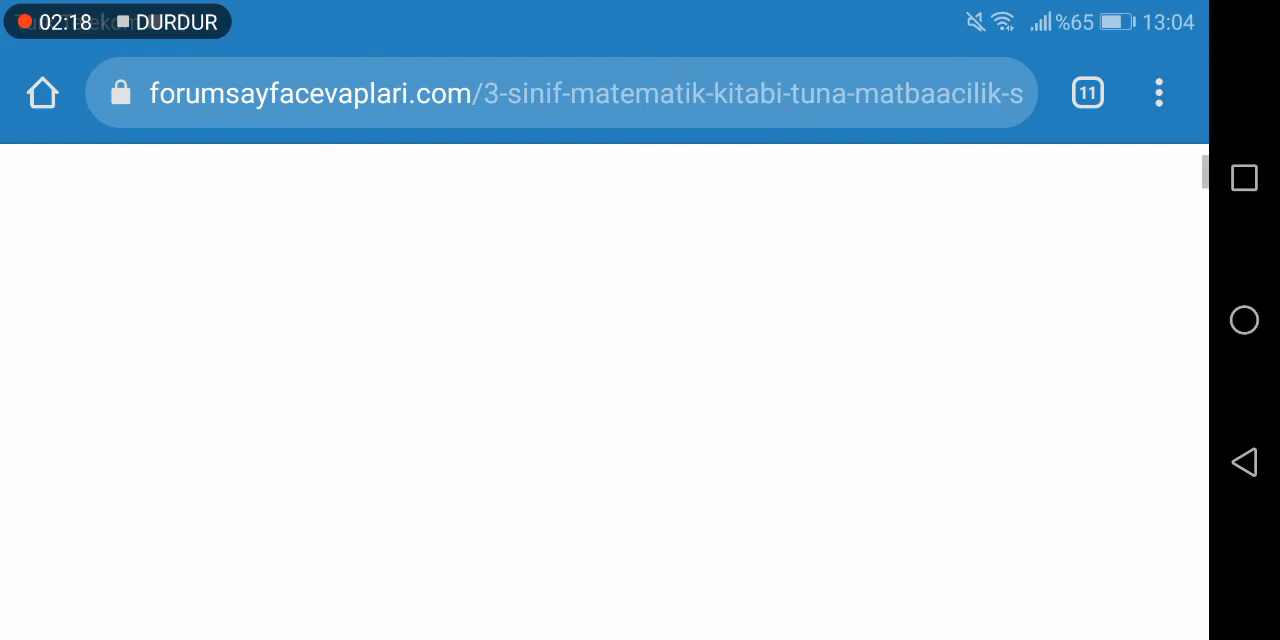 02:18 DURDUR %65 13:04
forumsayfacevaplari.com/3-sinif-matematik-kitabi-tuna-matbaacilik-s 11